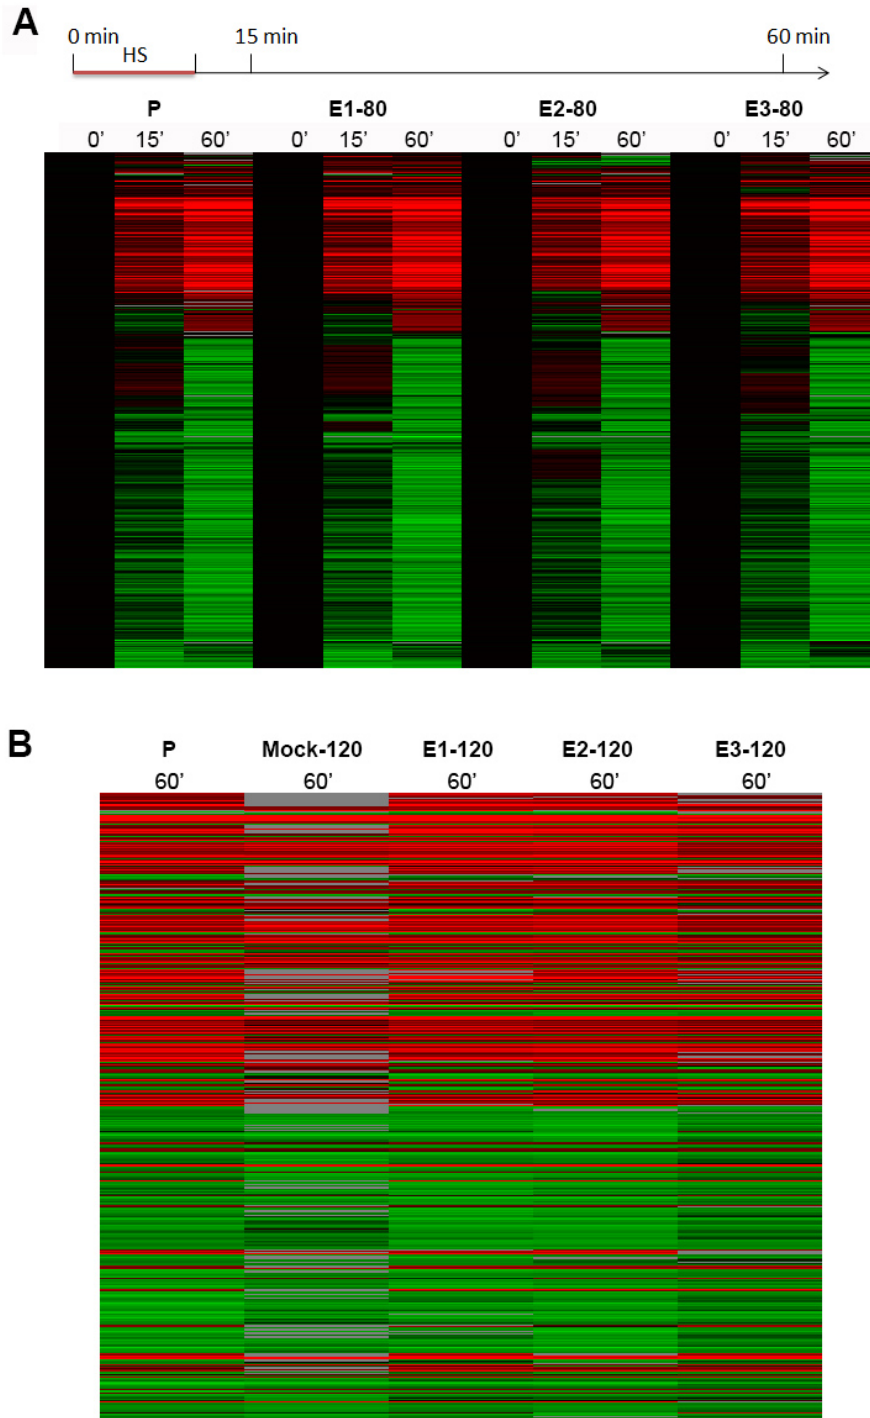 A
0 min 15 min 60 min
HS
P E1-80 E2-80 E3-80
0’ 15’ 60’ 0’ 15’ 60’ 0’ 15’ 60’ 0’ 15’ 60’
B
P Mock-120 E1-120 E2-120 E3-120
60’ 60’ 60’ 60’ 60’